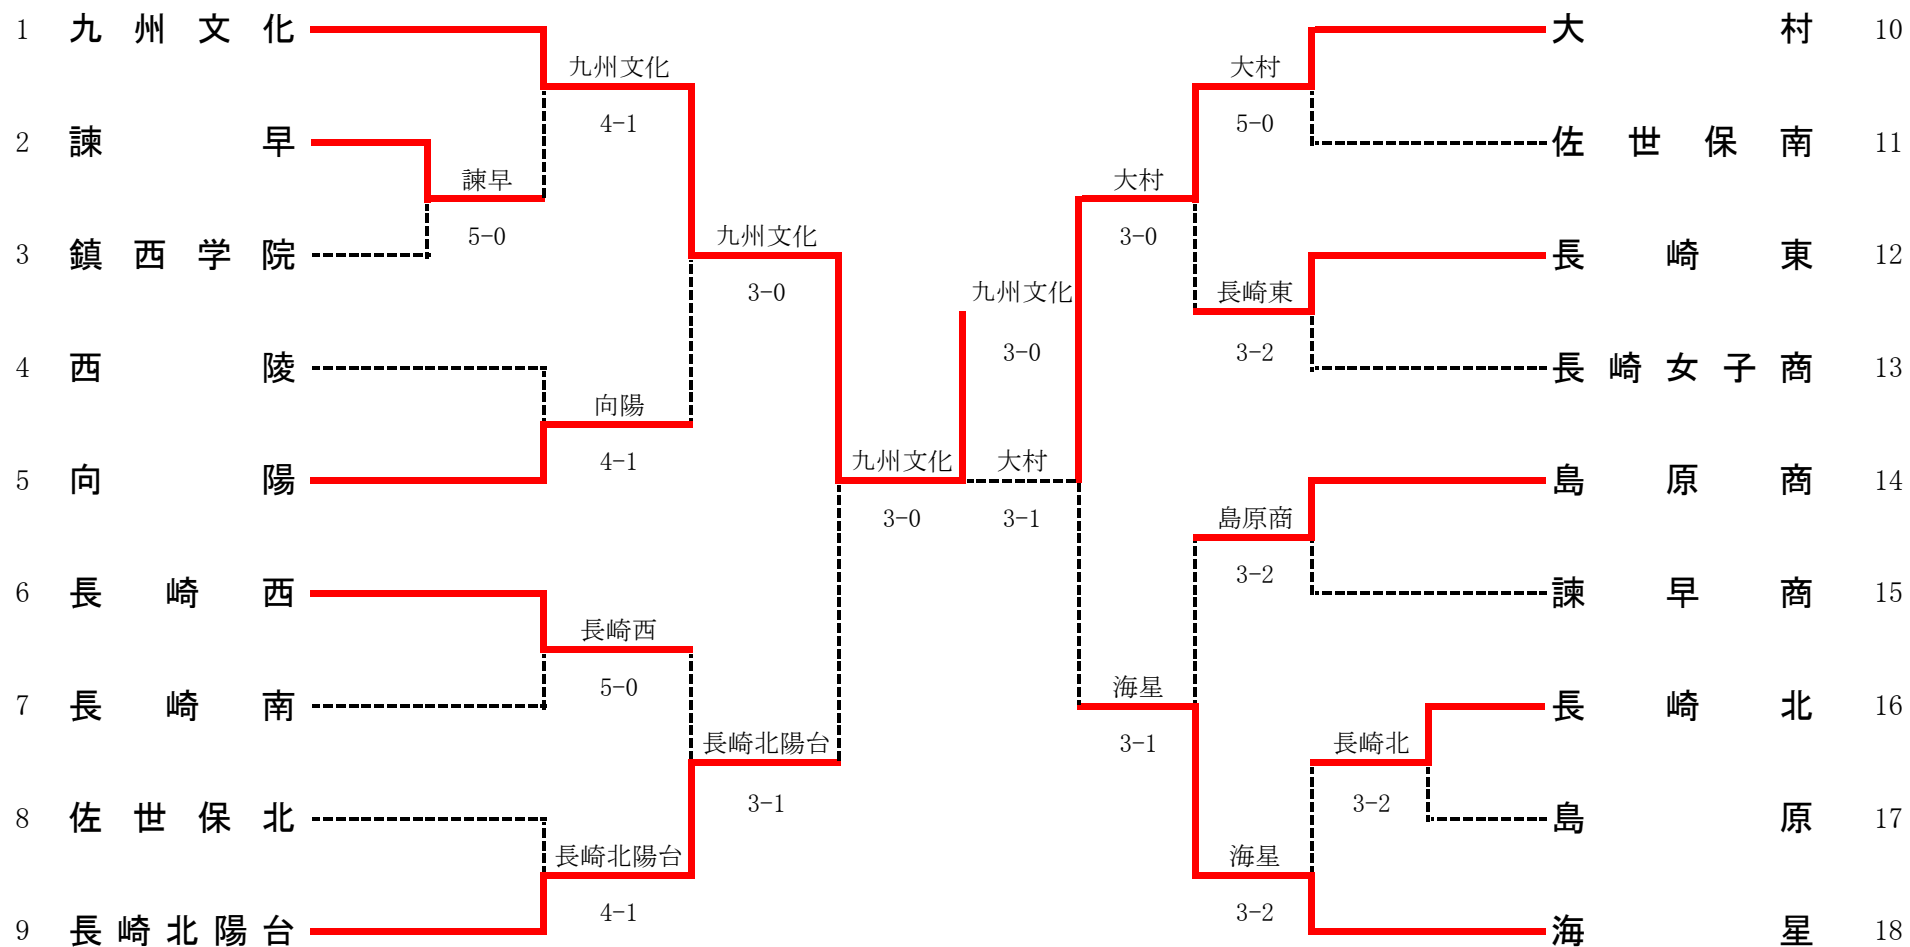 1 九州文化
九州文化
4-1
2 諫早
諫早
5-0
3 鎮西学院
九州文化
3-0
4 西陵
向陽
4-1
5 向陽
九州文化
3-0
6 長崎西
長崎西
5-0
7 長崎南
長崎北陽台
3-1
8 佐世保北
長崎北陽台
4-1
9 長崎北陽台
九州文化
3-0
大村
3-1
大村 10
大村
5-0
佐世保南 11
大村
3-0
長崎東 12
長崎東
3-2
長崎女子商 13
島原商 14
島原商
3-2
諫早商 15
海星
3-1
長崎北 16
長崎北
3-2
島原 17
海星
3-2
海星 18